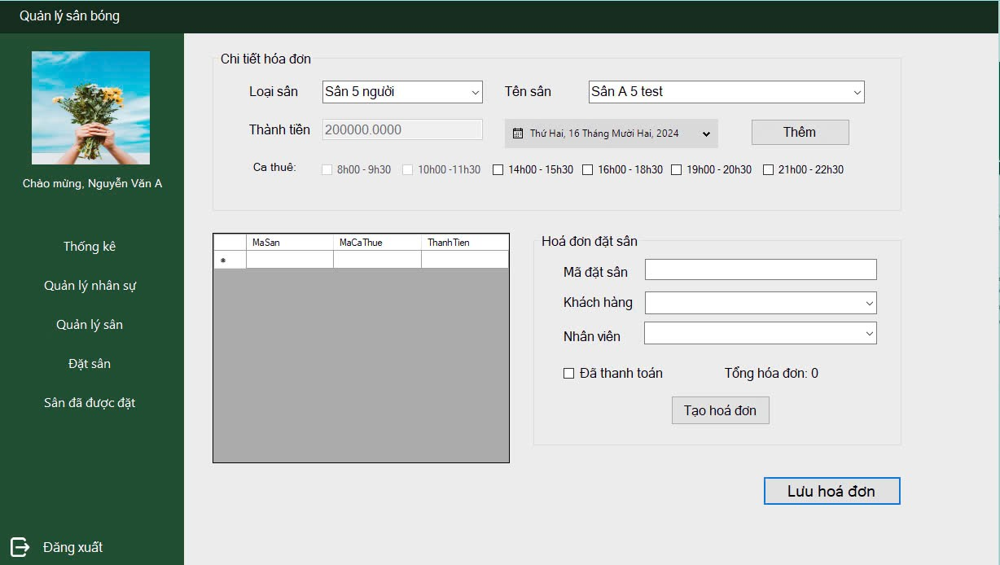 Quản lý sân bóng
Chào mừng, Nguyễn Văn A
Thống kê
Quản lý nhân sự
Quản lý sân
Đặt sân
Sân đã được đặt
Đăng xuất
Chi tiết hóa đơn
Loại sân Sân 5 người Tên sân Sân A 5 test
Thành tiền 200000.0000 Thứ Hai, 16 Tháng Mười Hai, 2024 Thêm
Ca thuê: 8h00 - 9h30 10h00 -11h30 14h00 - 15h30 16h00 - 18h30 19h00 - 20h30 21h00 - 22h30
MaSan MaCaThue ThanhTien
Hoá đơn đặt sân
Mã đặt sân
Khách hàng
Nhân viên
Đã thanh toán Tổng hóa đơn: 0
Tạo hoá đơn
Lưu hoá đơn